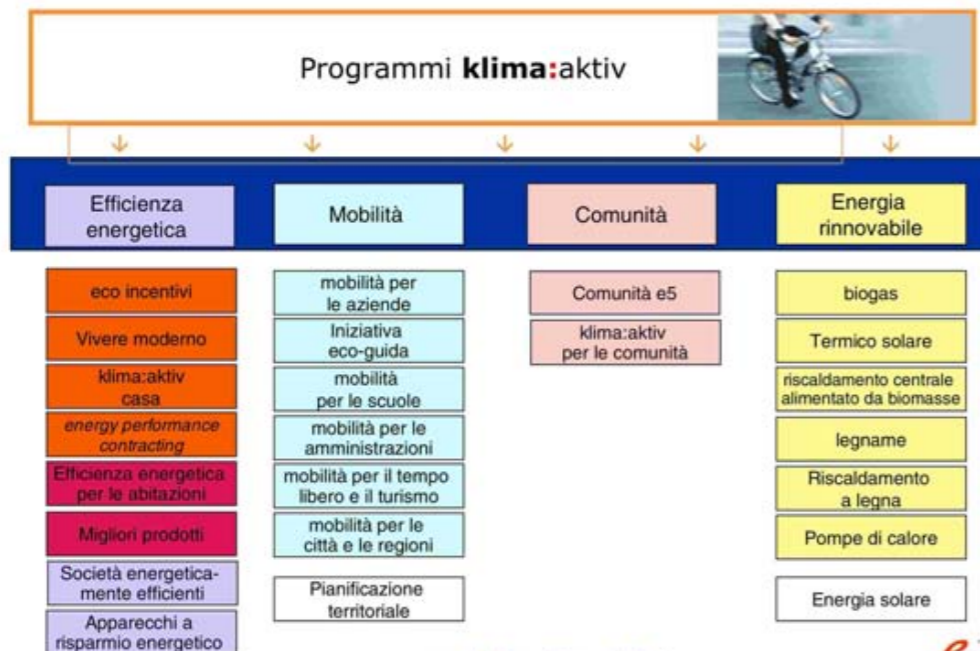 Programmi klima:aktiv
Efficienza
energetica
Mobilità
Comunità
Energia
rinnovabile
eco incentivi
Vivere moderno
klima:aktiv
casa
energy performance
contracting
Efficienza energetica
per le abitazioni
Migliori prodotti
Società energetica-
mente efficienti
Apparecchi a
risparmio energetico
mobilità per
le aziende
Iniziativa
eco-guida
mobilità
per le scuole
mobilità per le
amministrazioni
mobilità per il tempo
libero e il turismo
mobilità per le
città e le regioni
Pianificazione
territoriale
Comunità e5
klima:aktiv
per le comunità
biogas
Termico solare
riscaldamento centrale
alimentato da biomasse
legname
Riscaldamento
a legna
Pompe di calore
Energia solare